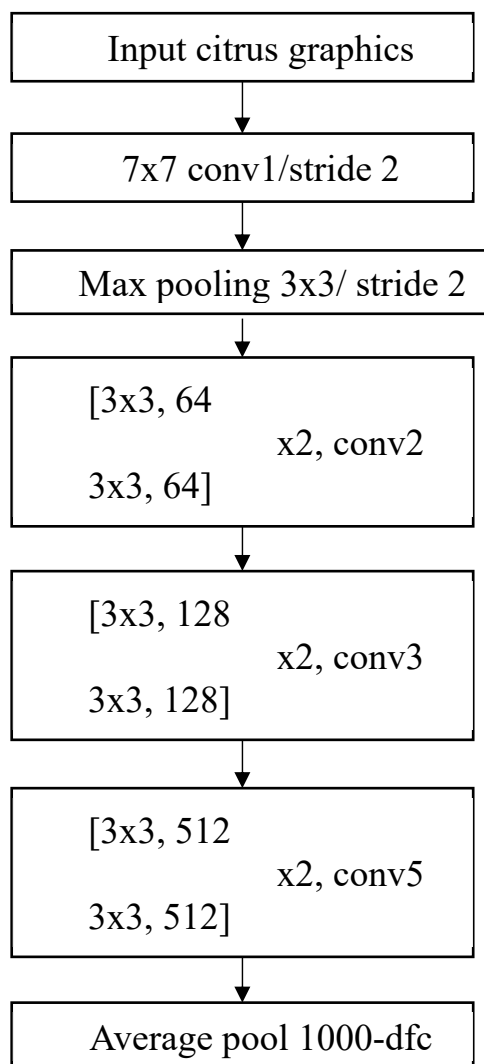 Input citrus graphics
7x7 conv1/stride 2
Max pooling 3x3/ stride 2
[3x3, 64
x2, conv2
3x3, 64]
[3x3, 128
x2, conv3
3x3, 128]
[3x3, 512
x2, conv5
3x3, 512]
Average pool 1000-dfc